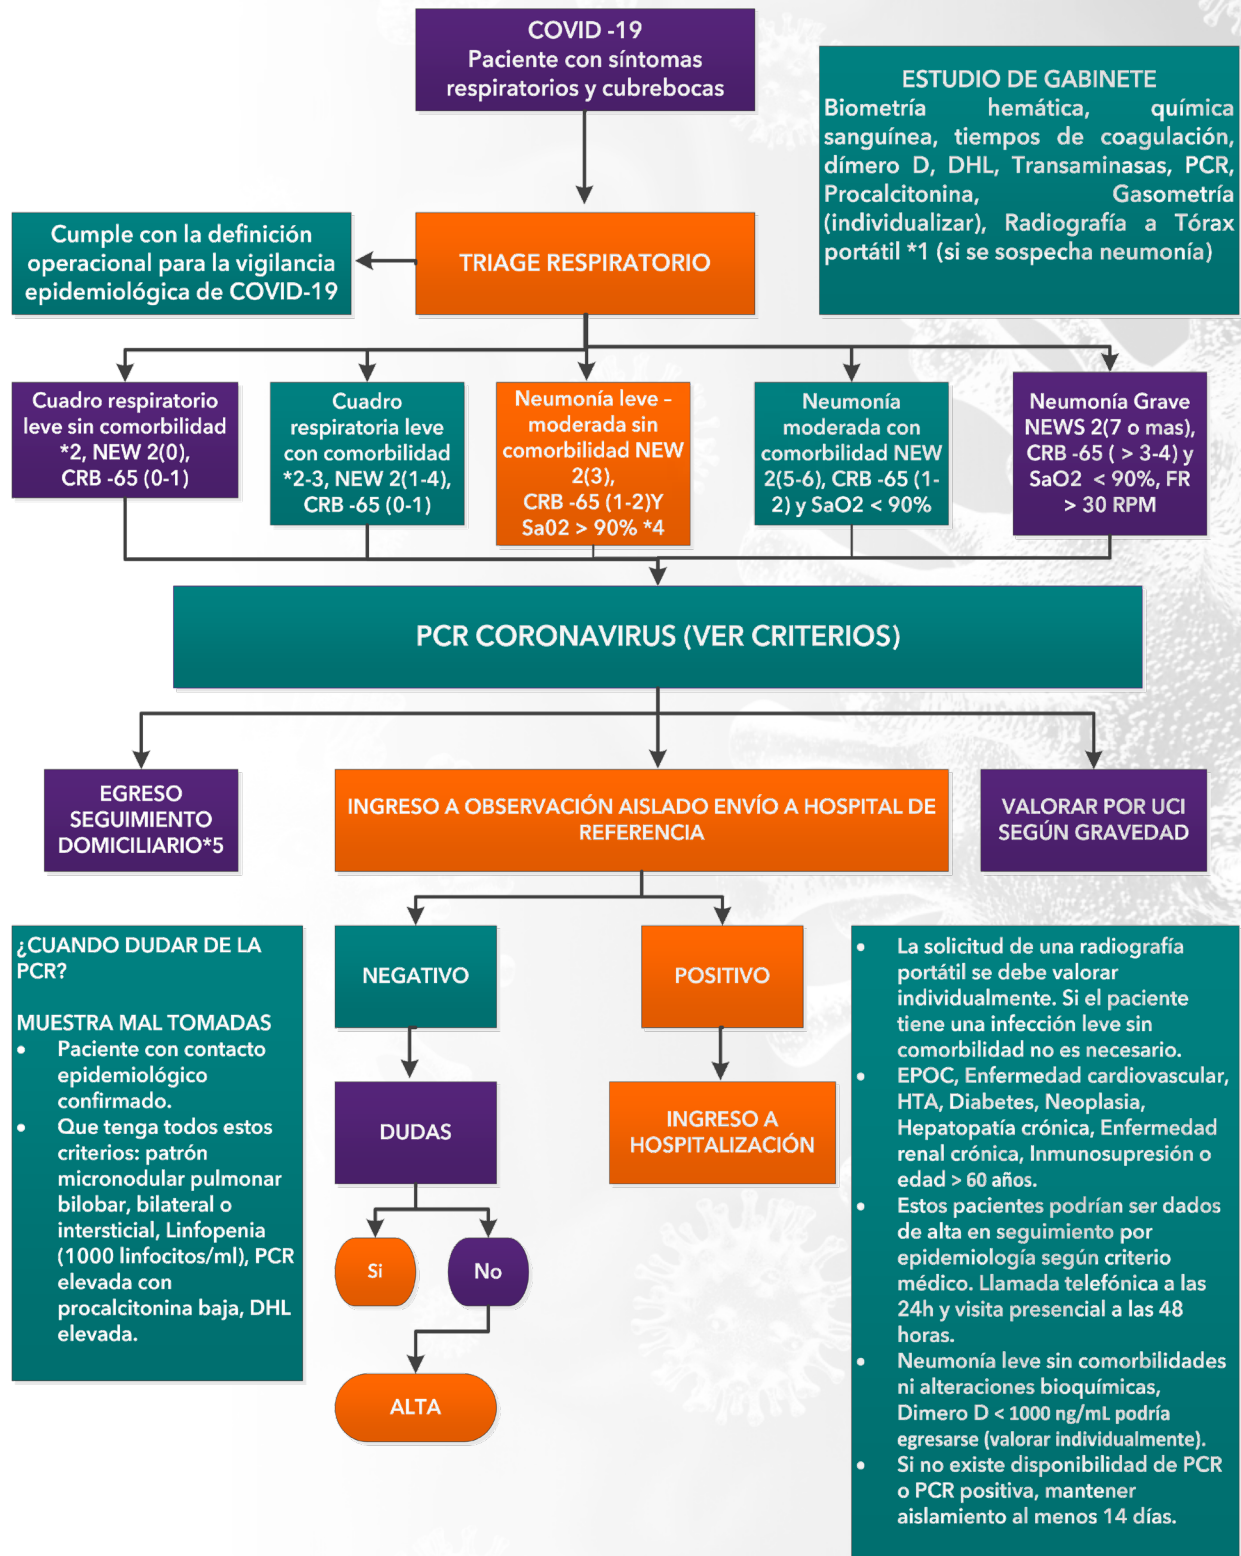 COVID -19
Paciente con síntomas
respiratorios y cubrebocas
ESTUDIO DE GABINETE
Biometría hemática, química
sanguínea, tiempos de coagulación,
dímero D, DHL, Transaminasas, PCR,
Procalcitonina, Gasometría
(individualizar), Radiografía a Tórax
portátil *1 (si se sospecha neumonía)
Cumple con la definición
operacional para la vigilancia
epidemiológica de COVID-19
TRIAGE RESPIRATORIO
Cuadro respiratorio
leve sin comorbilidad
*2, NEW 2(0),
CRB -65 (0-1)
Cuadro
respiratoria leve
con comorbilidad
*2-3, NEW 2(1-4),
CRB -65 (0-1)
Neumonía leve –
moderada sin
comorbilidad NEW
2(3),
CRB -65 (1-2)Y
Sa02 > 90% *4
Neumonía
moderada con
comorbilidad NEW
2(5-6), CRB -65 (1-
2) y SaO2 < 90%
Neumonía Grave
NEWS 2(7 o mas),
CRB -65 ( > 3-4) y
SaO2 < 90%, FR
> 30 RPM
PCR CORONAVIRUS (VER CRITERIOS)
EGRESO
SEGUIMIENTO
DOMICILIARIO*5
INGRESO A OBSERVACIÓN AISLADO ENVÍO A HOSPITAL DE
REFERENCIA
VALORAR POR UCI
SEGÚN GRAVEDAD
¿CUANDO DUDAR DE LA
PCR?
MUESTRA MAL TOMADAS
• Paciente con contacto
epidemiológico
confirmado.
• Que tenga todos estos
criterios: patrón
micronodular pulmonar
bilobar, bilateral o
intersticial, Linfopenia
(1000 linfocitos/ml), PCR
elevada con
procalcitonina baja, DHL
elevada.
NEGATIVO
POSITIVO
DUDAS
INGRESO A
HOSPITALIZACIÓN
Si
No
ALTA
• La solicitud de una radiografía
portátil se debe valorar
individualmente. Si el paciente
tiene una infección leve sin
comorbilidad no es necesario.
• EPOC, Enfermedad cardiovascular,
HTA, Diabetes, Neoplasia,
Hepatopatía crónica, Enfermedad
renal crónica, Inmunosupresión o
edad > 60 años.
• Estos pacientes podrían ser dados
de alta en seguimiento por
epidemiología según criterio
médico. Llamada telefónica a las
24h y visita presencial a las 48
horas.
• Neumonía leve sin comorbilidades
ni alteraciones bioquímicas,
Dimero D < 1000 ng/mL podría
egresarse (valorar individualmente).
• Si no existe disponibilidad de PCR
o PCR positiva, mantener
aislamiento al menos 14 días.